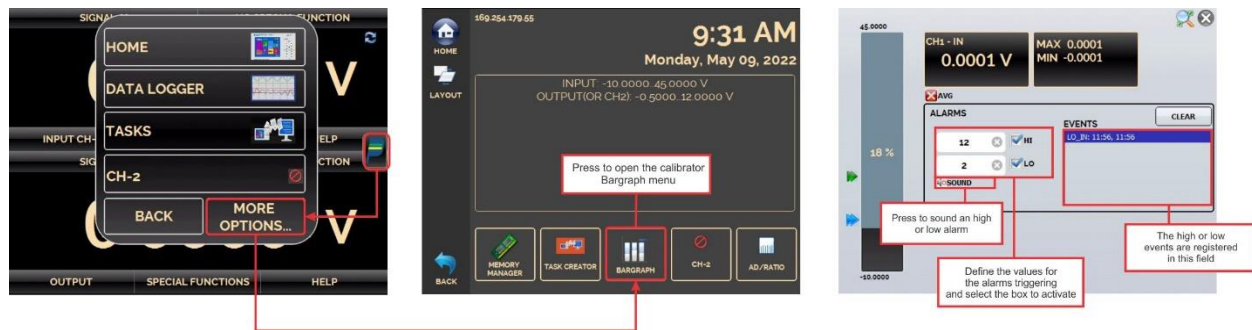 SIGNAL
FUNCTION
HOME
DATA LOGGER
V
TASKS
INPUT CH-
ELP
SIG
CTION
CH-2
BACK
MORE
OPTIONS...
V
OUTPUT
SPECIAL FUNCTIONS
HELP
169.254.179.55
HOME
LAYOUT
9:31 AM
Monday, May 09, 2022
INPUT: -10.0000..45.0000 V
OUTPUT(OR CH2): -0.5000..12.0000 V
Press to open the calibrator
Bargraph menu
BACK
MEMORY
MANAGER
TASK CREATOR
BARGRAPH
CH-2
AD/RATIO
45.0000
18 %
-10.0000
CH1 - IN
0.0001 V
MAX 0.0001
MIN -0.0001
AVG
ALARMS
EVENTS
CLEAR
12
HI
2
LO
SOUND
LO_IN: 11:56, 11:56
Press to sound an high
or low alarm
Define the values for
the alarms triggering
and select the box to activate
The high or low
events are registered
in this field